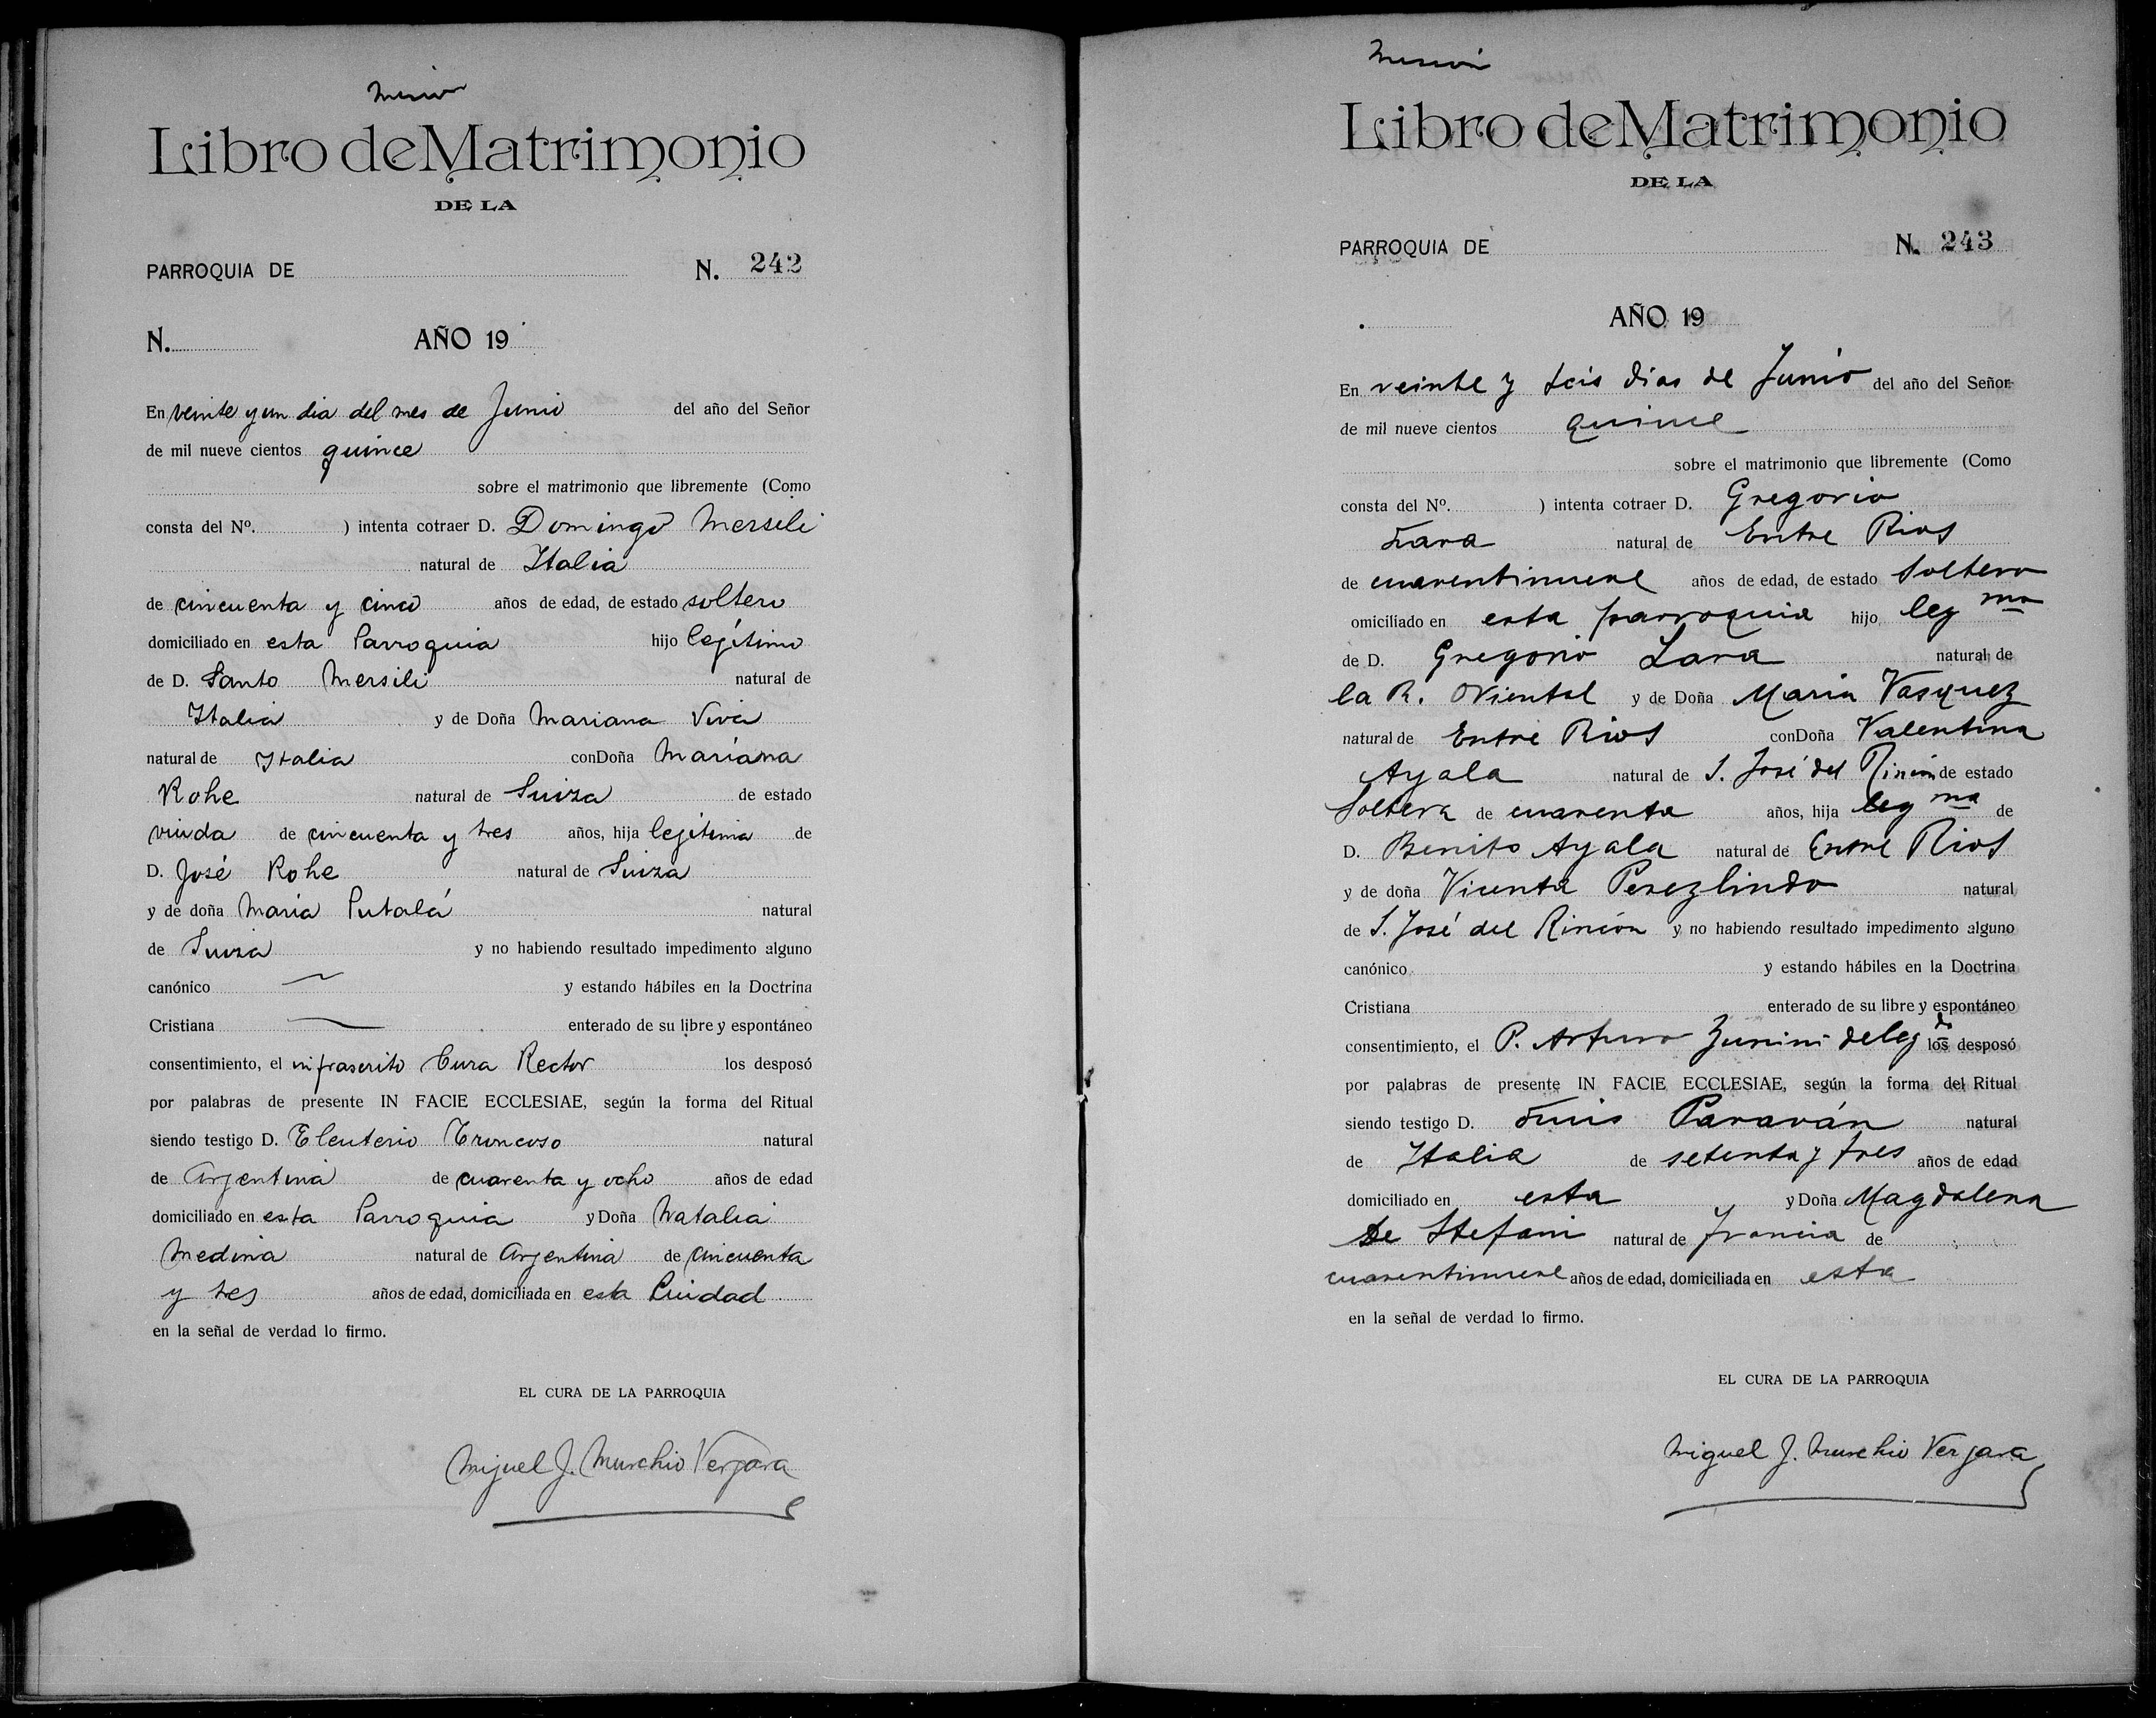 Misión
Libro de Matrimonio
DE LA
PARROQUIA DE N. 242
N. AÑO 19
En veinte y un dia del mes de Junio del año del Señor
de mil nueve cientos quince
sobre el matrimonio que libremente (Como
consta del Nº. ) intenta cotraer D. Domingo Mersili
natural de Italia
de cincuenta y cinco años de edad, de estado soltero
domiciliado en esta Parroquia hijo legítimo
de D. Santo Mersili natural de
Italia y de Doña Mariana Viva
natural de Italia conDoña Mariana
Rohe natural de Suiza de estado
viuda de cincuenta y tres años, hija legítima de
D. José Rohe natural de Suiza
y de doña Maria Putalá natural
de Suiza y no habiendo resultado impedimento alguno
canónico — y estando hábiles en la Doctrina
Cristiana — enterado de su libre y espontáneo
consentimiento, el infrascrito Cura Rector los desposó
por palabras de presente IN FACIE ECCLESIAE, según la forma del Ritual
siendo testigo D. Eleuterio Troncoso natural
de Argentina de cuarenta y ocho años de edad
domiciliado en esta Parroquia y Doña Natalia
Medina natural de Argentina de cincuenta
y tres años de edad, domiciliada en esta Ciudad
en la señal de verdad lo firmo.
EL CURA DE LA PARROQUIA
Miguel J. Murchio Vergara
Misión
Libro de Matrimonio
DE LA
PARROQUIA DE N. 243
AÑO 19
En veinte y seis dias de Junio del año del Señor
de mil nueve cientos quince
sobre el matrimonio que libremente (Como
consta del Nº. ) intenta cotraer D. Gregorio
Lara natural de Entre Rios
de cuarentinueve años de edad, de estado Soltero
omiciliado en esta parroquia hijo leg mo
de D. Gregorio Lara natural de
la R. Oriental y de Doña Maria Vasquez
natural de Entre Rios conDoña Valentina
Ayala natural de S. José del Rincón de estado
Soltera de cuarenta años, hija leg ma de
D. Benito Ayala natural de Entre Rios
y de doña Vicenta Perezlindo natural
de S. José del Rincón y no habiendo resultado impedimento alguno
canónico y estando hábiles en la Doctrina
Cristiana enterado de su libre y espontáneo
consentimiento, el P. Arturo Zunini deleg do los desposó
por palabras de presente IN FACIE ECCLESIAE, según la forma del Ritual
siendo testigo D. Luis Paraván natural
de Italia de setenta y tres años de edad
domiciliado en esta y Doña Magdalena
de Stefani natural de Francia de
cuarentinueve años de edad, domiciliada en esta
en la señal de verdad lo firmo.
EL CURA DE LA PARROQUIA
Miguel J. Murchio Vergara